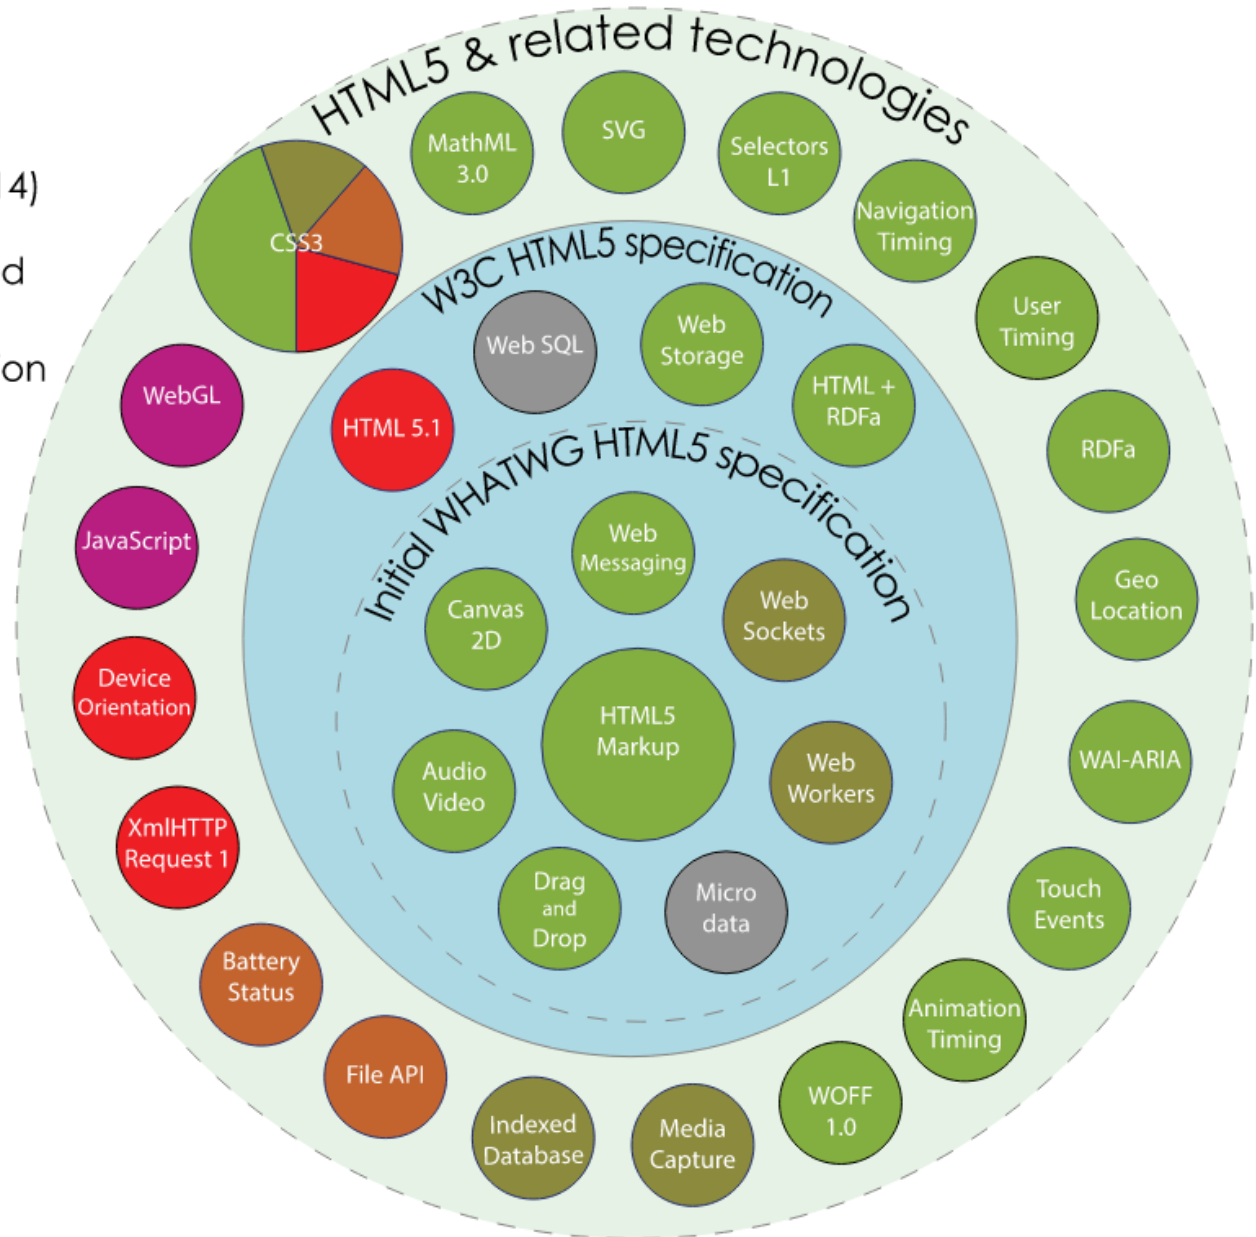 HTML5 & related technologies
14)
d
on
MathML
3.0
SVG
Selectors
L1
Navigation
Timing
User
Timing
RDFa
Geo
Location
WAI-ARIA
Touch
Events
Animation
Timing
WOFF
1.0
Media
Capture
Indexed
Database
File API
Battery
Status
XmlHTTP
Request 1
Device
Orientation
JavaScript
WebGL
CSS3
W3C HTML5 specification
HTML 5.1
Web SQL
Web
Storage
HTML +
RDFa
Initial WHATWG HTML5 specification
Web
Messaging
Canvas
2D
Web
Sockets
HTML5
Markup
Audio
Video
Web
Workers
Drag
and
Drop
Micro
data